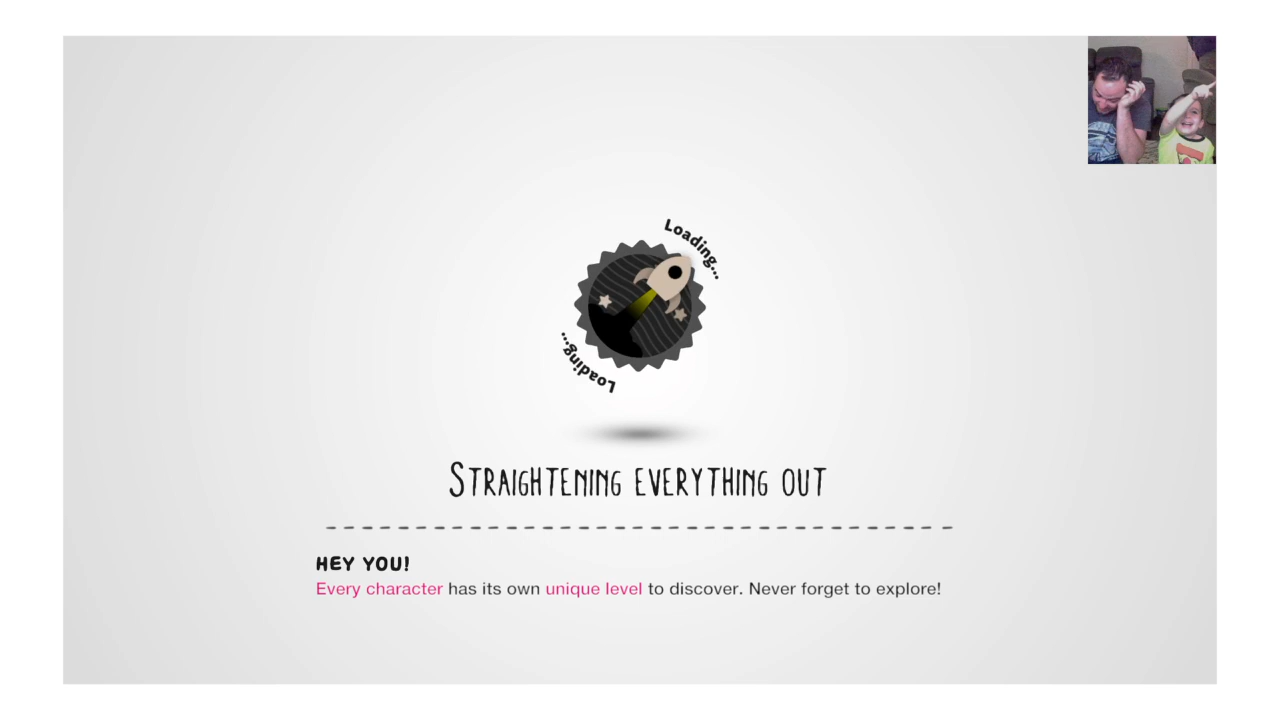 Loading...
Loading...
STRAIGHTENING EVERYTHING OUT
HEY YOU!
Every character has its own unique level to discover. Never forget to explore!